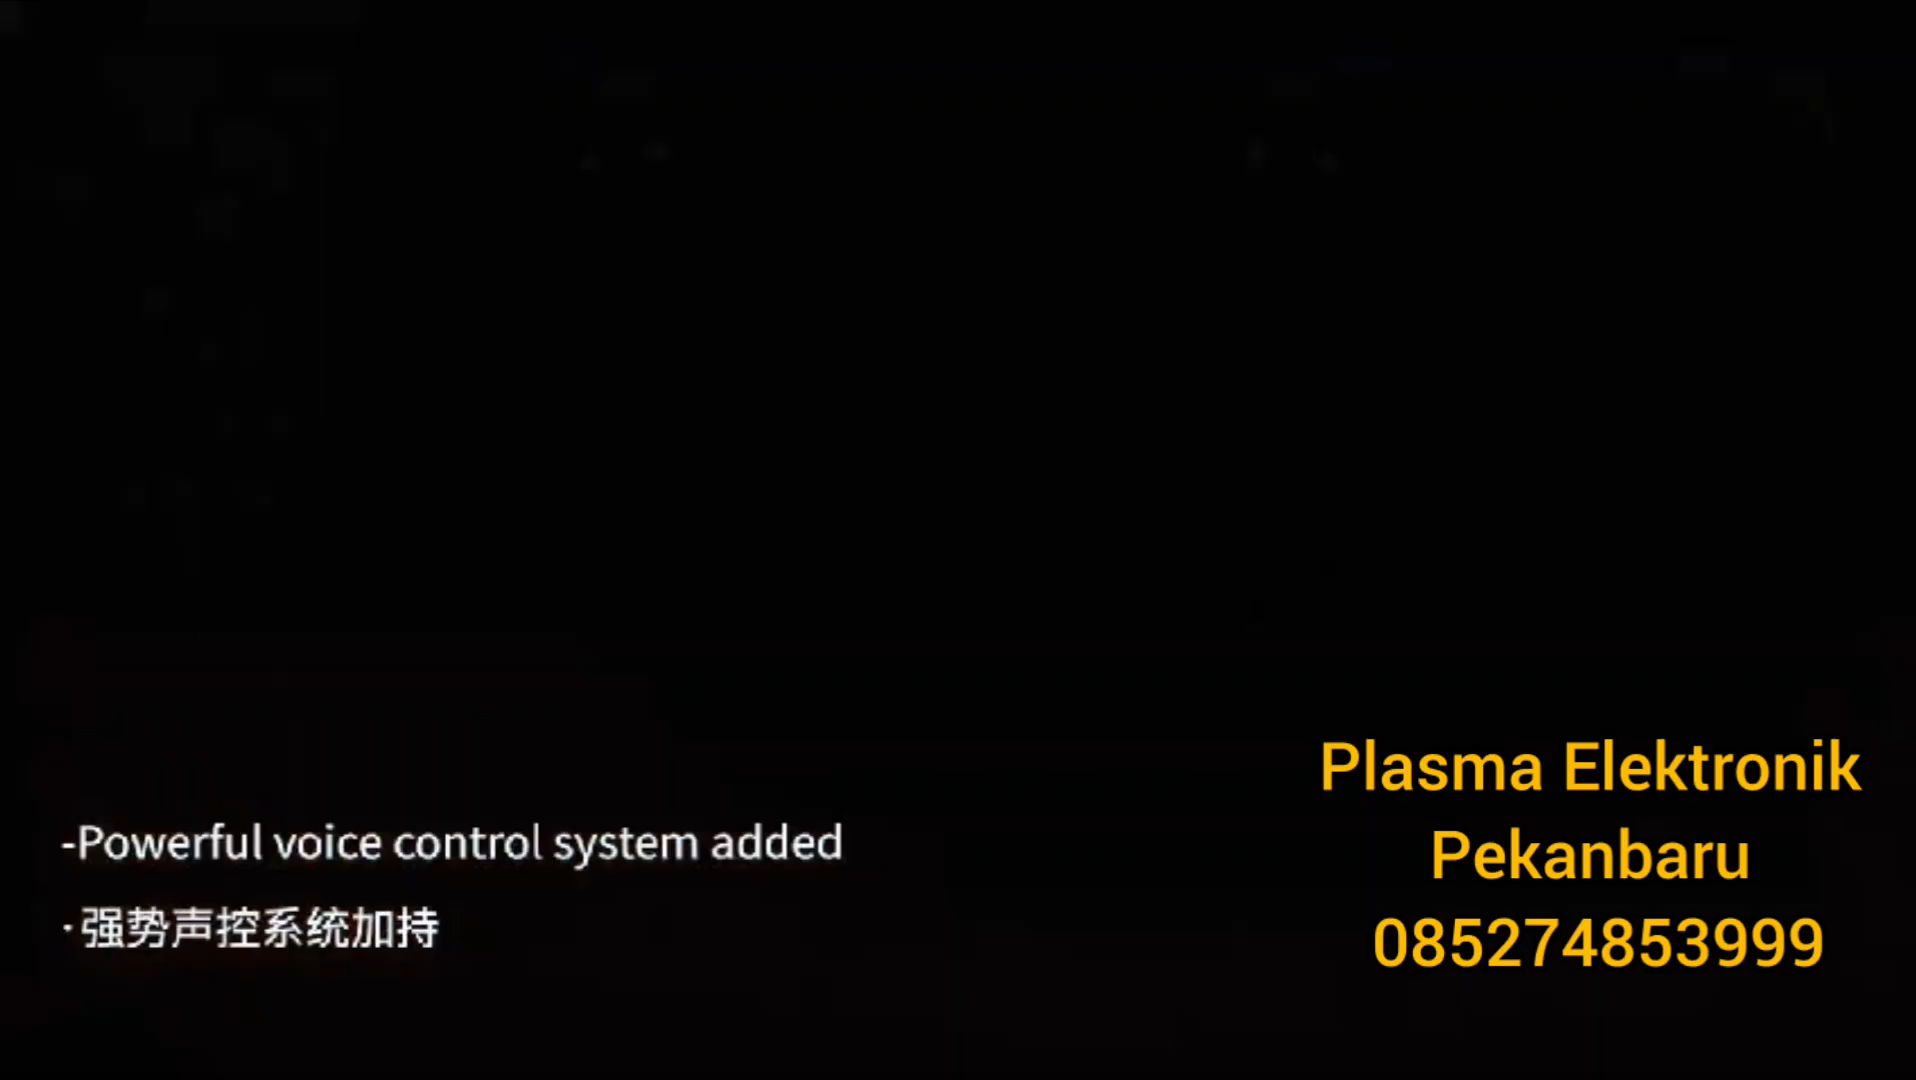 -Powerful voice control system added
·强势声控系统加持
Plasma Elektronik
Pekanbaru
085274853999